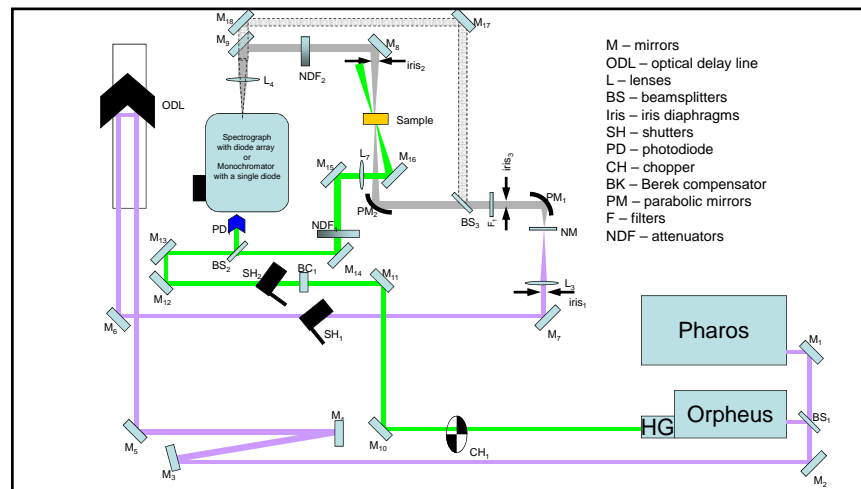 M18
M17
M9
M8
iris2
NDF2
L4
ODL
Spectrograph
with diode array
or
Monochromator
with a single diode
Sample
M15
L7
M16
iris3
PM1
PM2
BS3
F1
NM
PD
NDF
M13
BS2
M14
SH2
BC1
M11
M12
L3
iris1
M6
SH1
M7
Pharos
M1
Orpheus
HG
BS1
M5
M3
M10
CH1
M2
M – mirrors
ODL – optical delay line
L – lenses
BS – beamsplitters
Iris – iris diaphragms
SH – shutters
PD – photodiode
CH – chopper
BK – Berek compensator
PM – parabolic mirrors
F – filters
NDF – attenuators